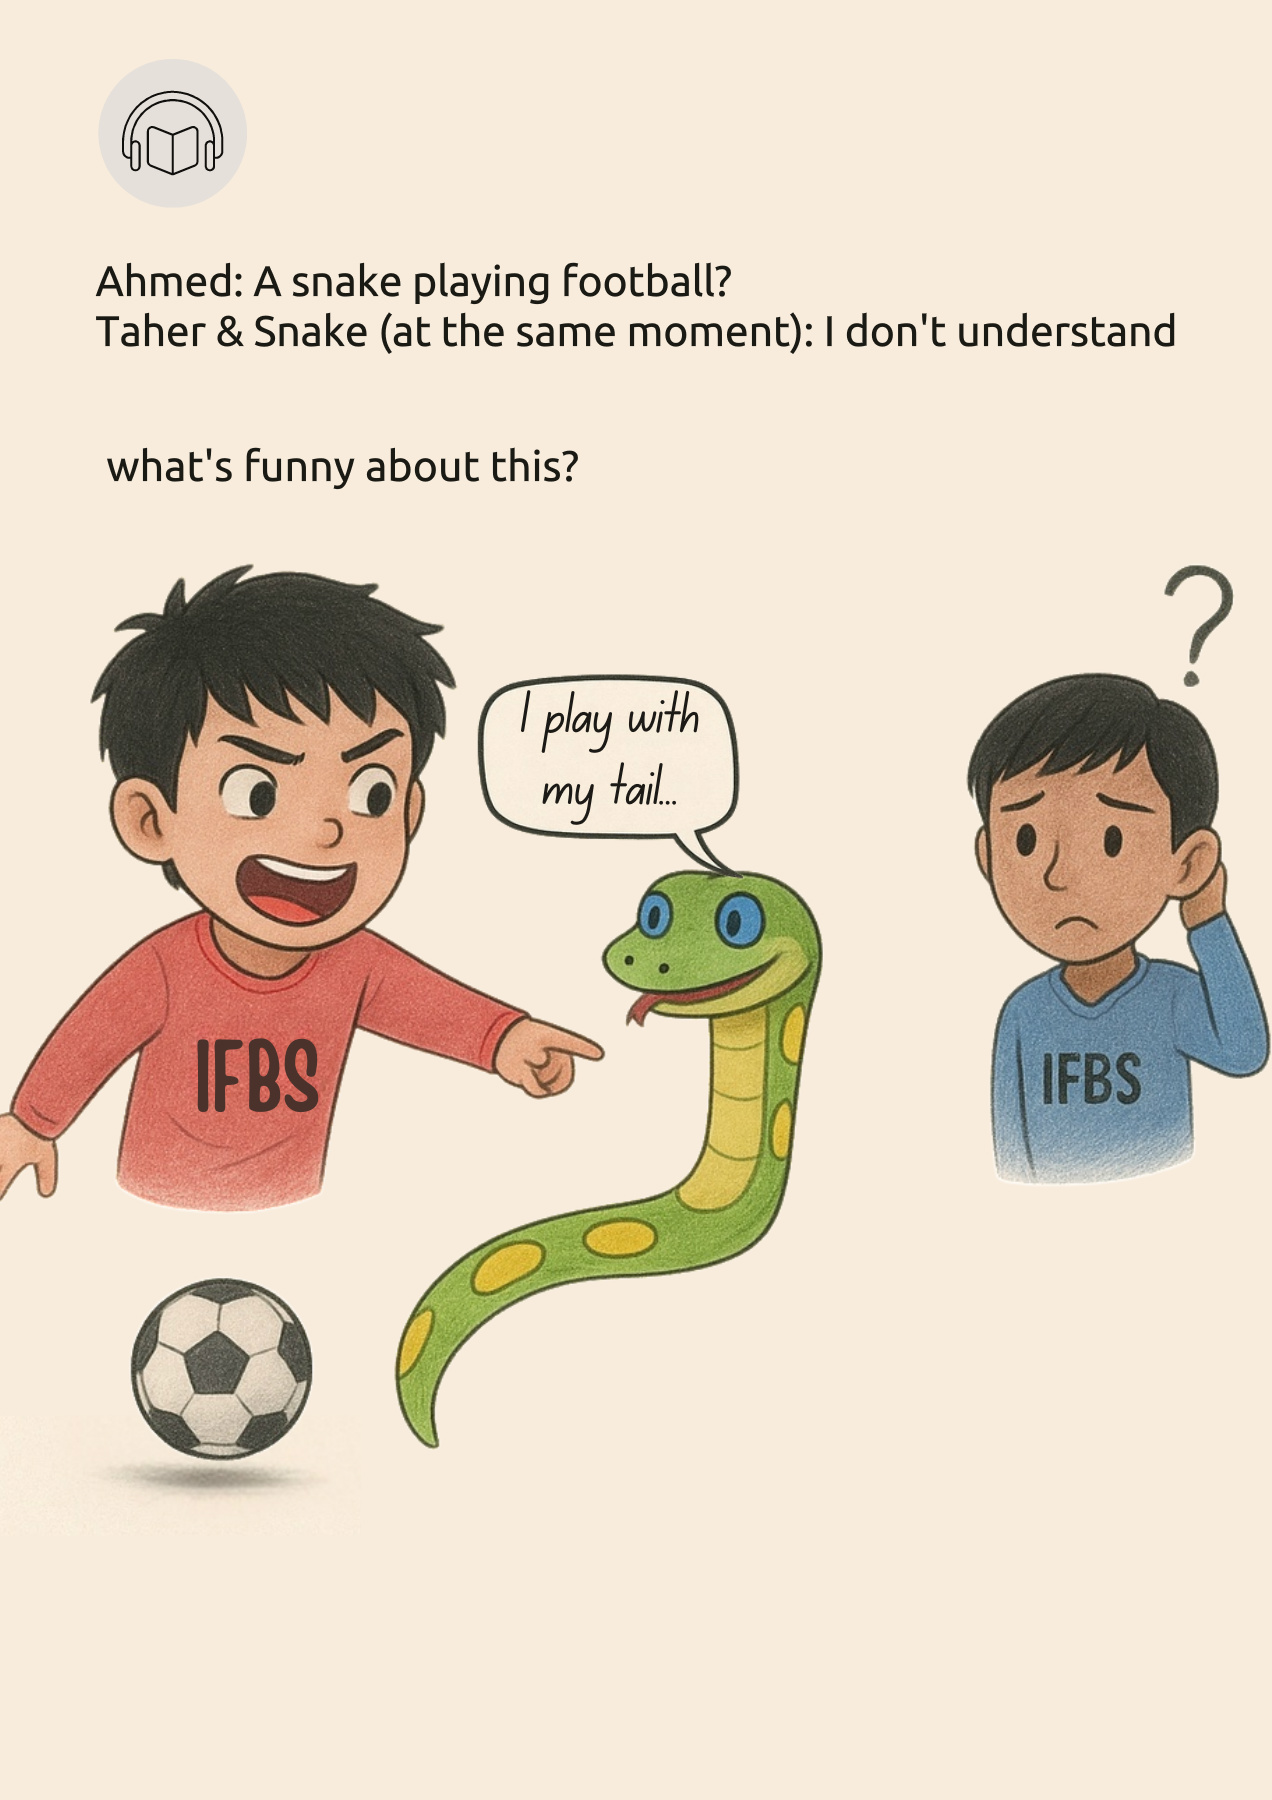 Ahmed: A snake playing football?
Taher & Snake (at the same moment): I don't understand
what's funny about this?
I play with
my tail...
IFBS
IFBS